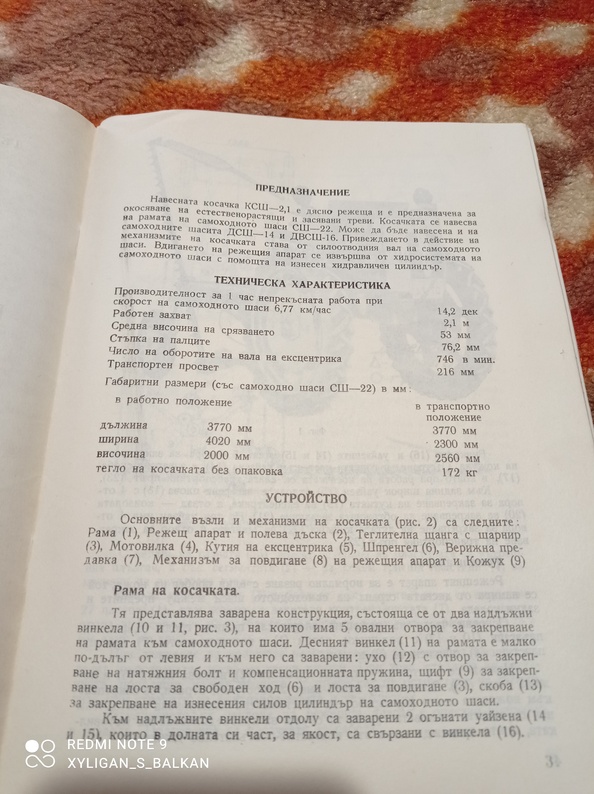 ПРЕДНАЗНАЧЕНИЕ
Навесната косачка КСШ—2,1 е дясно режеща и е предназначена за
окосяване на естественорастящи и засявани треви. Косачката се навесва
на рамата на самоходното шаси СШ—22. Може да бъде навесена и на
самоходните шасита ДСШ—14 и ДВСШ-16. Привеждането в действие на
механизмите на косачката става от силоотводния вал на самоходното
шаси. Вдигането на режещия апарат се извършва от хидросистемата на
самоходното шаси с помощта на изнесен хидравличен цилиндър.
ТЕХНИЧЕСКА ХАРАКТЕРИСТИКА
Производителност за 1 час непрекъсната работа при
скорост на самоходното шаси 6,77 км/час 14,2 дек
Работен захват 2,1 м
Средна височина на срязването 53 мм
Стъпка на палците 76,2 мм
Число на оборотите на вала на ексцентрика 746 в мин.
Транспортен просвет 216 мм
Габаритни размери (със самоходно шаси СШ—22) в мм:
в работно положение в транспортно
положение
дължина 3770 мм 3770 мм
ширина 4020 мм 2300 мм
височина 2000 мм 2560 мм
тегло на косачката без опаковка 172 кг
УСТРОЙСТВО
Основните възли и механизми на косачката (рис. 2) са следните:
Рама (1), Режещ апарат и полева дъска (2), Теглителна щанга с шарнир
(3), Мотовилка (4), Кутия на ексцентрика (5), Шпренгел (6), Верижна пре-
давка (7), Механизъм за повдигане (8) на режещия апарат и Кожух (9)
Рама на косачката.
Тя представлява заварена конструкция, състояща се от два надлъжни
винкела (10 и 11, рис. 3), на които има 5 овални отвора за закрепване
на рамата към самоходното шаси. Десният винкел (11) на рамата е малко
по-дълъг от левия и към него са заварени: ухо (12) с отвор за закреп-
ване на натяжния болт и компенсационната пружина, щифт (9) за закреп-
ване на лоста за свободен ход (6) и лоста за повдигане (3), скоба (13)
за закрепване на изнесения силов цилиндър на самоходното шаси.
Към надлъжните винкели отдолу са заварени 2 огънати уайзена (14
и 15), които в долната си част, за якост, са свързани с винкела (16).
3
REDMI NOTE 9
XYLIGAN_S_BALKAN